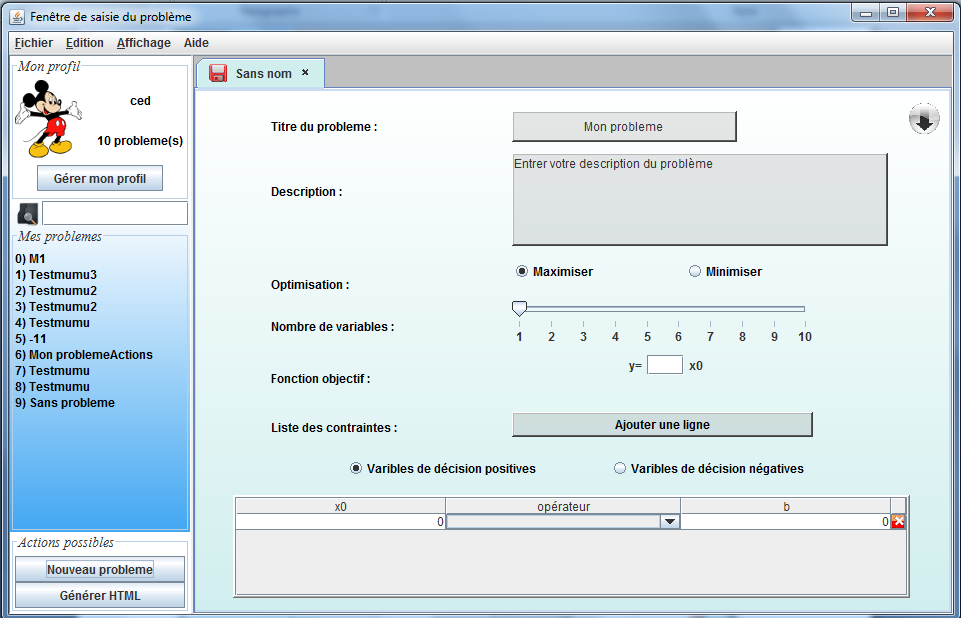 Fenêtre de saisie du problème
Fichier Edition Affichage Aide
Mon profil
ced
10 probleme(s)
Gérer mon profil
Mes problemes
0) M1
1) Testmumu3
2) Testmumu2
3) Testmumu2
4) Testmumu
5) -11
6) Mon problemeActions
7) Testmumu
8) Testmumu
9) Sans probleme
Actions possibles
Nouveau probleme
Générer HTML
Sans nom ×
Titre du probleme : Mon probleme
Description : Entrer votre description du problème
Optimisation : Maximiser Minimiser
Nombre de variables : 1 2 3 4 5 6 7 8 9 10
Fonction objectif : y= x0
Liste des contraintes : Ajouter une ligne
Varibles de décision positives Varibles de décision négatives
x0 opérateur b
0 0